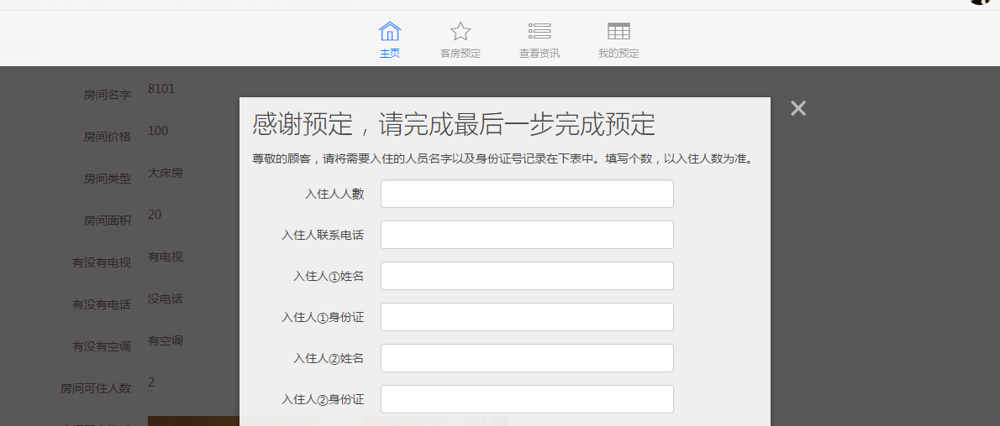 主页 客房预定 查看资讯 我的预定
房间名字 8101
房间价格 100
房间类型 大床房
房间面积 20
有没有电视 有电视
有没有电话 没电话
有没有空调 有空调
房间可住人数 2
感谢预定，请完成最后一步完成预定
尊敬的顾客，请将需要入住的人员名字以及身份证号记录在下表中。填写个数，以入住人数为准。
入住人人數
入住人联系电话
入住人①姓名
入住人①身份证
入住人②姓名
入住人②身份证